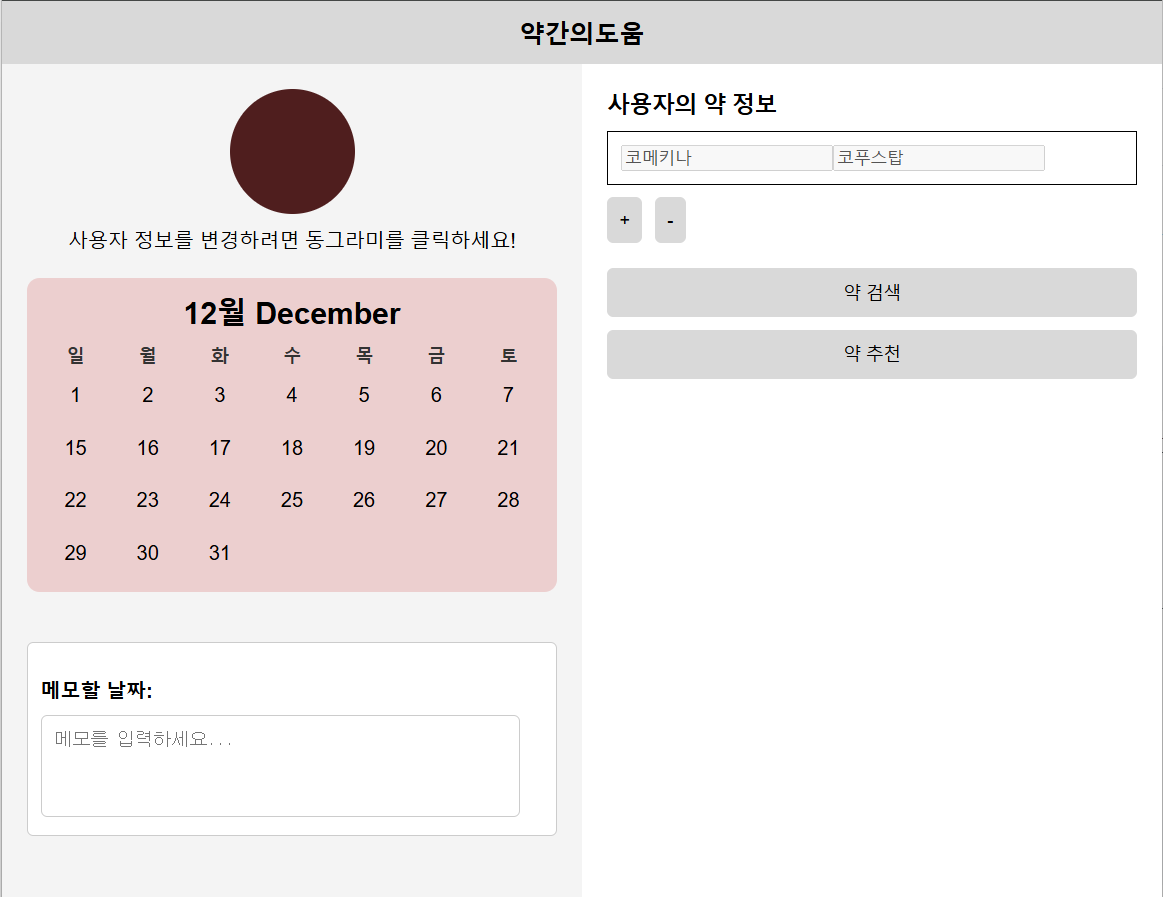 약간의도움
사용자 정보를 변경하려면 동그라미를 클릭하세요!
12월 December
일 월 화 수 목 금 토
1 2 3 4 5 6 7
15 16 17 18 19 20 21
22 23 24 25 26 27 28
29 30 31
메모할 날짜:
메모를 입력하세요...
사용자의 약 정보
코메키나 코푸스탑
+ -
약 검색
약 추천